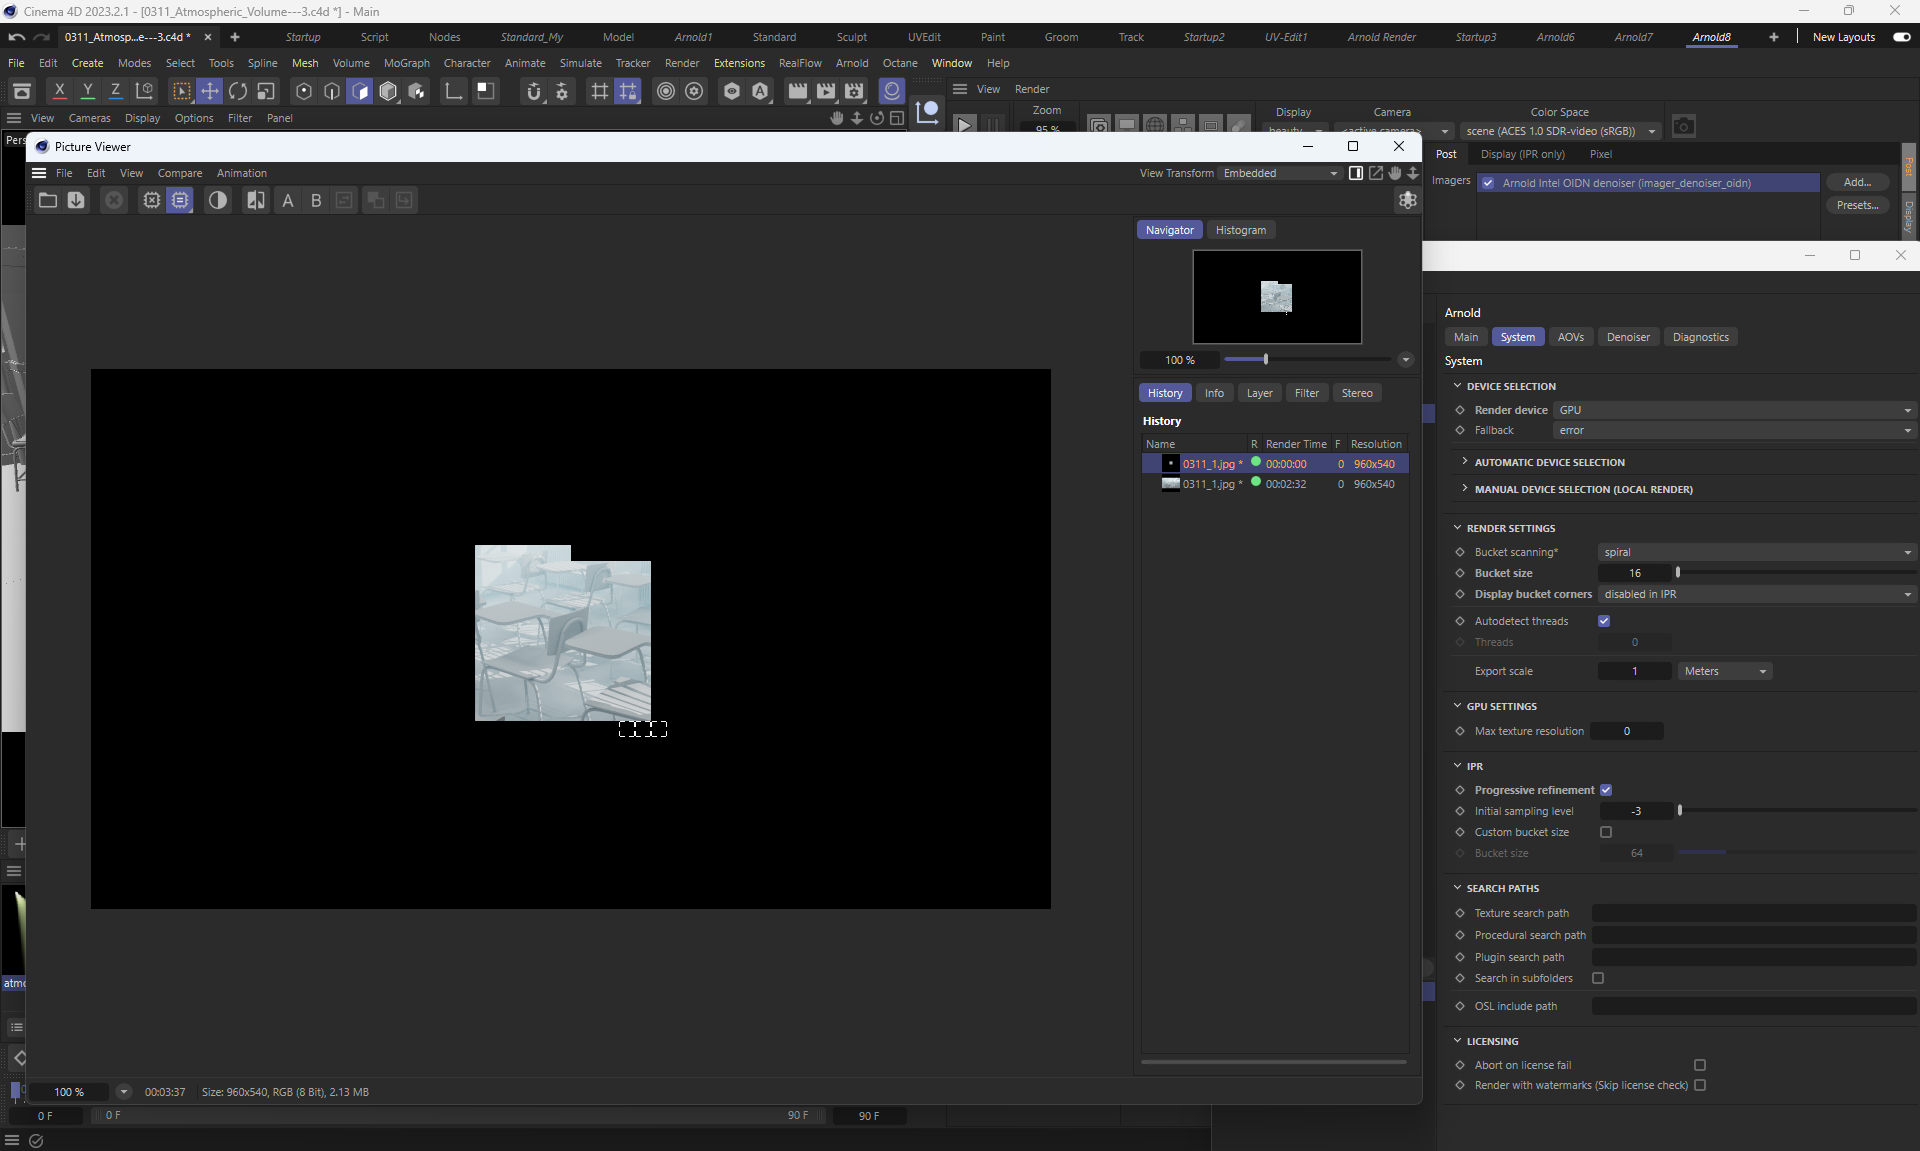 Cinema 4D 2023.2.1 - [0311_Atmospheric_Volume---3.c4d *] - Main
0311_Atmosp...e---3.c4d * Startup Script Nodes Standard_My Model Arnold1 Standard Sculpt UVEdit Paint Groom Track Startup2 UV-Edit1 Arnold Render Startup3 Arnold6 Arnold7 Arnold8 New Layouts
File Edit Create Modes Select Tools Spline Mesh Volume MoGraph Character Animate Simulate Tracker Render Extensions RealFlow Arnold Octane Window Help
X Y Z
View Render
View Cameras Display Options Filter Panel
Zoom Display Camera Color Space
95 % beauty <active camera> scene (ACES 1.0 SDR-video (sRGB))
Pers
Picture Viewer
Post Display (IPR only) Pixel
File Edit View Compare Animation
View Transform Embedded
Imagers Arnold Intel OIDN denoiser (imager_denoiser_oidn) Add...
Presets...
Post
Display
A B
Navigator Histogram
100 %
History Info Layer Filter Stereo
History
Name R Render Time F Resolution
0311_1.jpg * 00:00:00 0 960x540
0311_1.jpg * 00:02:32 0 960x540
Arnold
Main System AOVs Denoiser Diagnostics
System
DEVICE SELECTION
Render device GPU
Fallback error
AUTOMATIC DEVICE SELECTION
MANUAL DEVICE SELECTION (LOCAL RENDER)
RENDER SETTINGS
Bucket scanning* spiral
Bucket size 16
Display bucket corners disabled in IPR
Autodetect threads
Threads 0
Export scale 1 Meters
GPU SETTINGS
Max texture resolution 0
IPR
Progressive refinement
Initial sampling level -3
Custom bucket size
Bucket size 64
SEARCH PATHS
Texture search path
Procedural search path
Plugin search path
Search in subfolders
OSL include path
LICENSING
Abort on license fail
Render with watermarks (Skip license check)
atmo
100 % 00:03:37 Size: 960x540, RGB (8 Bit), 2.13 MB
0 F 0 F 90 F 90 F